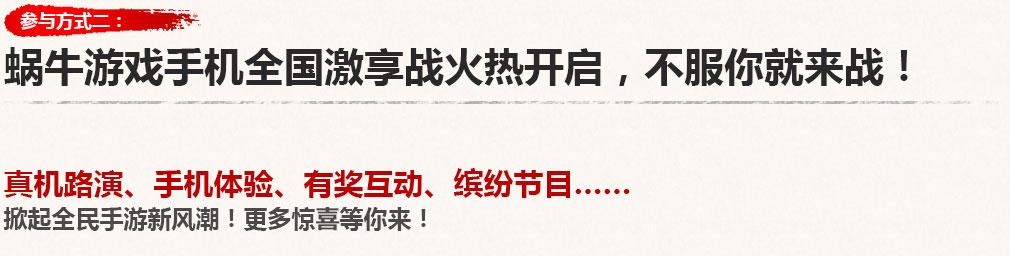 参与方式二：
蜗牛游戏手机全国激享战火热开启，不服你就来战！
真机路演、手机体验、有奖互动、缤纷节目……
掀起全民手游新风潮！更多惊喜等你来！